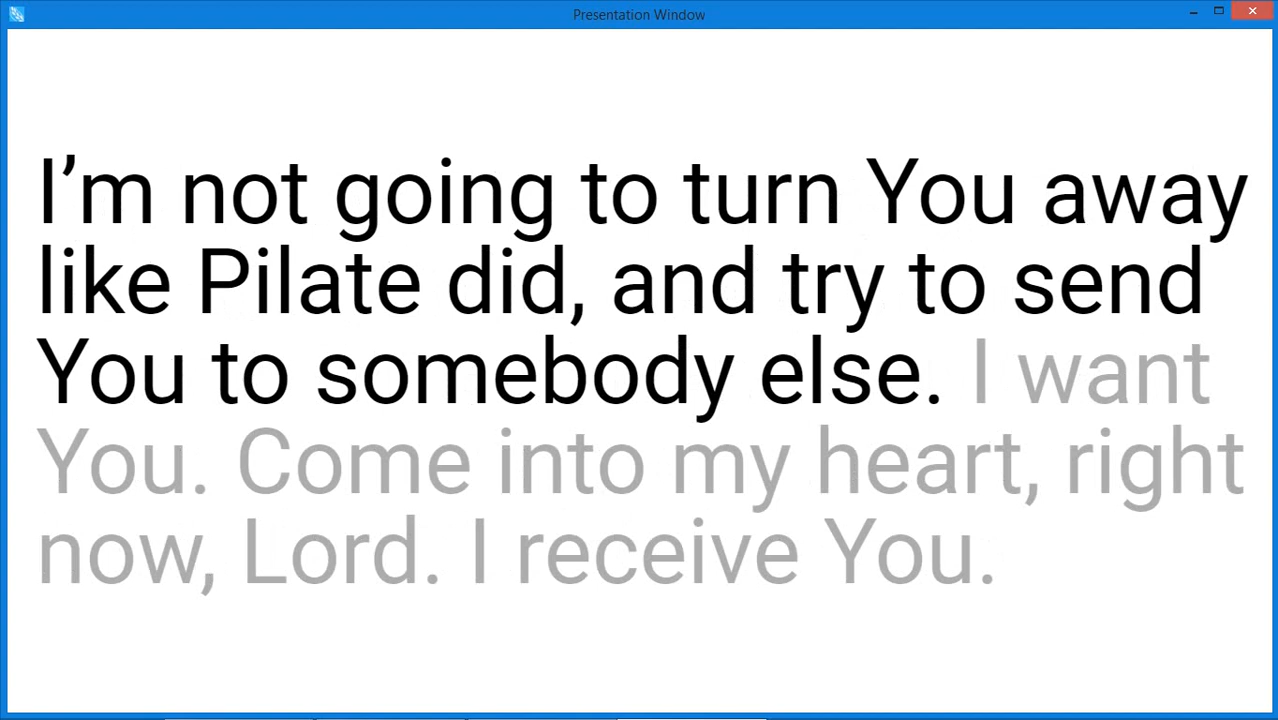 Presentation Window
I’m not going to turn You away
like Pilate did, and try to send
You to somebody else. I want
You. Come into my heart, right
now, Lord. I receive You.